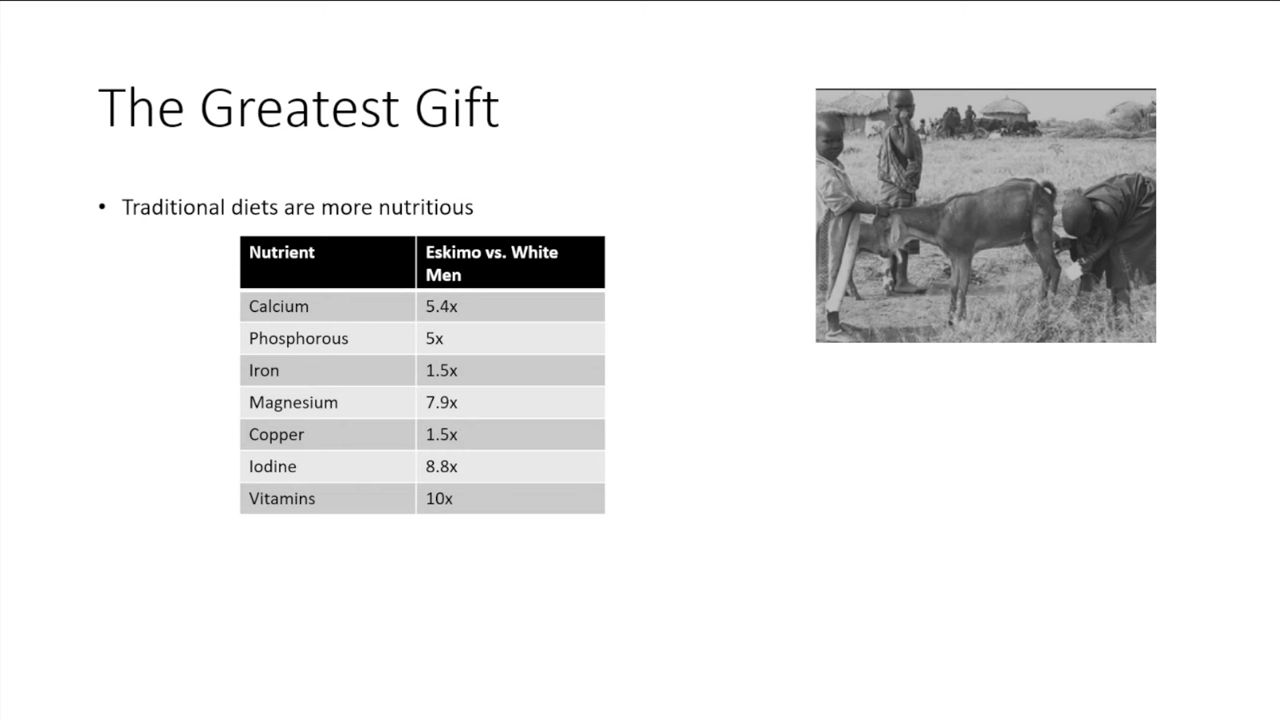 The Greatest Gift
• Traditional diets are more nutritious
Nutrient
Eskimo vs. White
Men
Calcium 5.4x
Phosphorous 5x
Iron 1.5x
Magnesium 7.9x
Copper 1.5x
Iodine 8.8x
Vitamins 10x